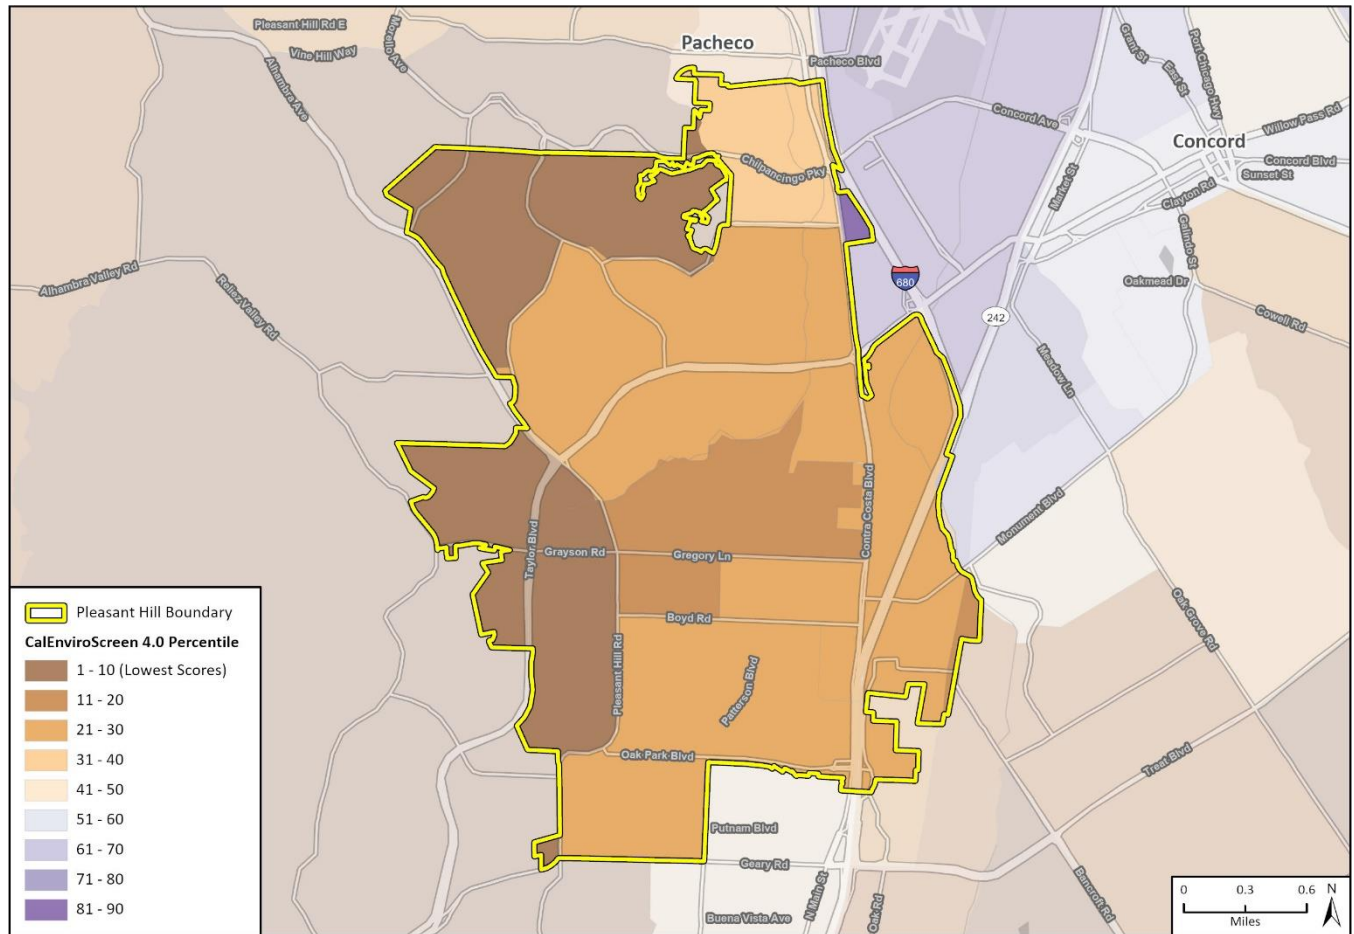 Pleasant Hill Rd E
Vine Hill Way
Morello Ave
Alhambra Ave
Pacheco
Pacheco Blvd
Grant St
East St
Port Chicago Hwy
Willow Pass Rd
Concord Ave
Concord
Concord Blvd
Sunset St
Market St
Clayton Rd
Galindo St
Chilpancingo Pky
Alhambra Valley Rd
Reliez Valley Rd
680
242
Oakmead Dr
Cowell Rd
Meadow Ln
Monument Blvd
Contra Costa Blvd
Taylor Blvd
Grayson Rd
Gregory Ln
Boyd Rd
Pleasant Hill Rd
Patterson Blvd
Oak Grove Rd
Oak Park Blvd
Treat Blvd
Putnam Blvd
Geary Rd
N Main St
Oak Rd
Bancroft Rd
Buena Vista Ave
Pleasant Hill Boundary
CalEnviroScreen 4.0 Percentile
1 - 10 (Lowest Scores)
11 - 20
21 - 30
31 - 40
41 - 50
51 - 60
61 - 70
71 - 80
81 - 90
0 0.3 0.6 N
Miles